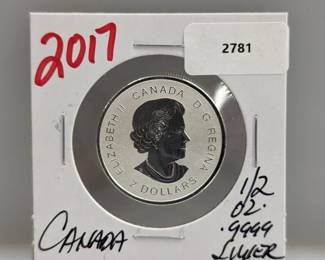 2017
2781
ELIZABETH II CANADA D·G·REGINA
2 DOLLARS
CANADA
1/2
OZ.
.9999
SILVER